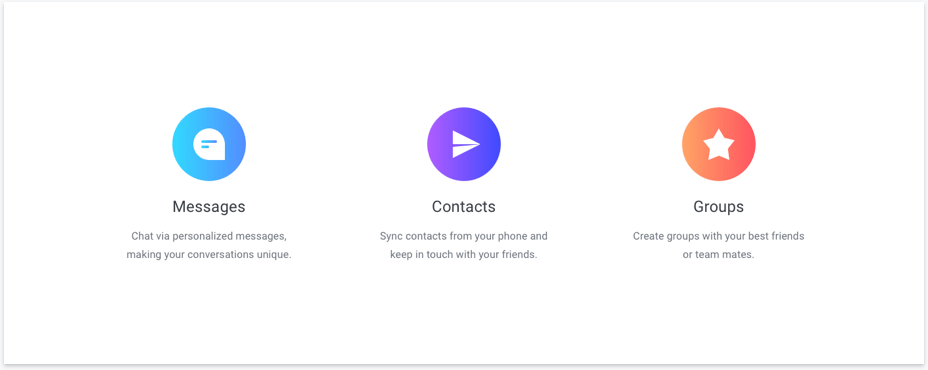 Messages
Chat via personalized messages,
making your conversations unique.
Contacts
Sync contacts from your phone and
keep in touch with your friends.
Groups
Create groups with your best friends
or team mates.